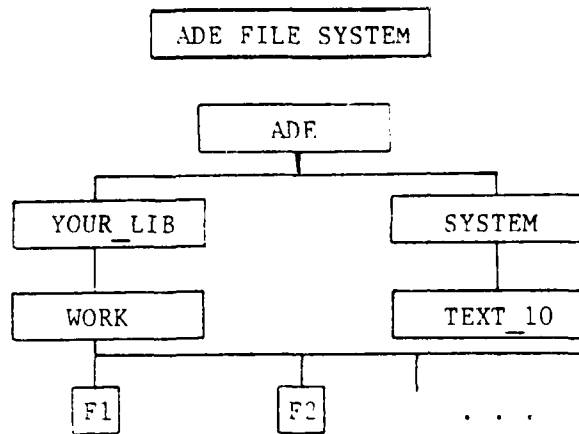 ADE FILE SYSTEM
ADE
YOUR_LIB SYSTEM
WORK TEXT_IO
F1 F2 . . .